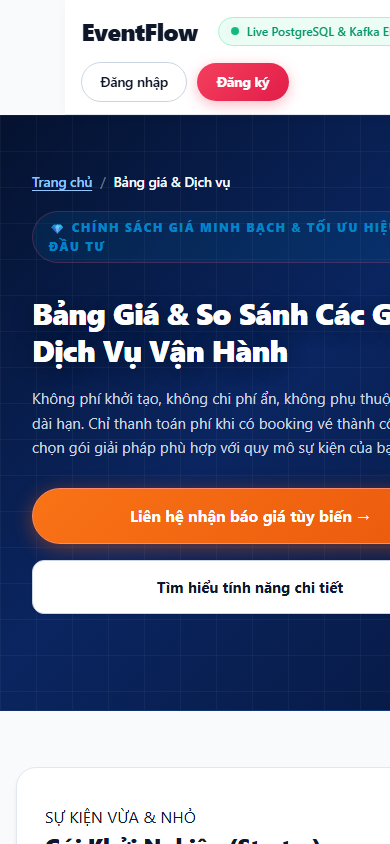 EventFlow
Live PostgreSQL & Kafka
Đăng nhập
Đăng ký
Trang chủ / Bảng giá & Dịch vụ
💎 CHÍNH SÁCH GIÁ MINH BẠCH & TỐI ƯU
ĐẦU TƯ
Bảng Giá & So Sánh Các
Dịch Vụ Vận Hành
Không phí khởi tạo, không chi phí ẩn, không phụ
dài hạn. Chỉ thanh toán phí khi có booking vé thành
chọn gói giải pháp phù hợp với quy mô sự kiện của
Liên hệ nhận báo giá tùy biến →
Tìm hiểu tính năng chi tiết
SỰ KIỆN VỪA & NHỎ